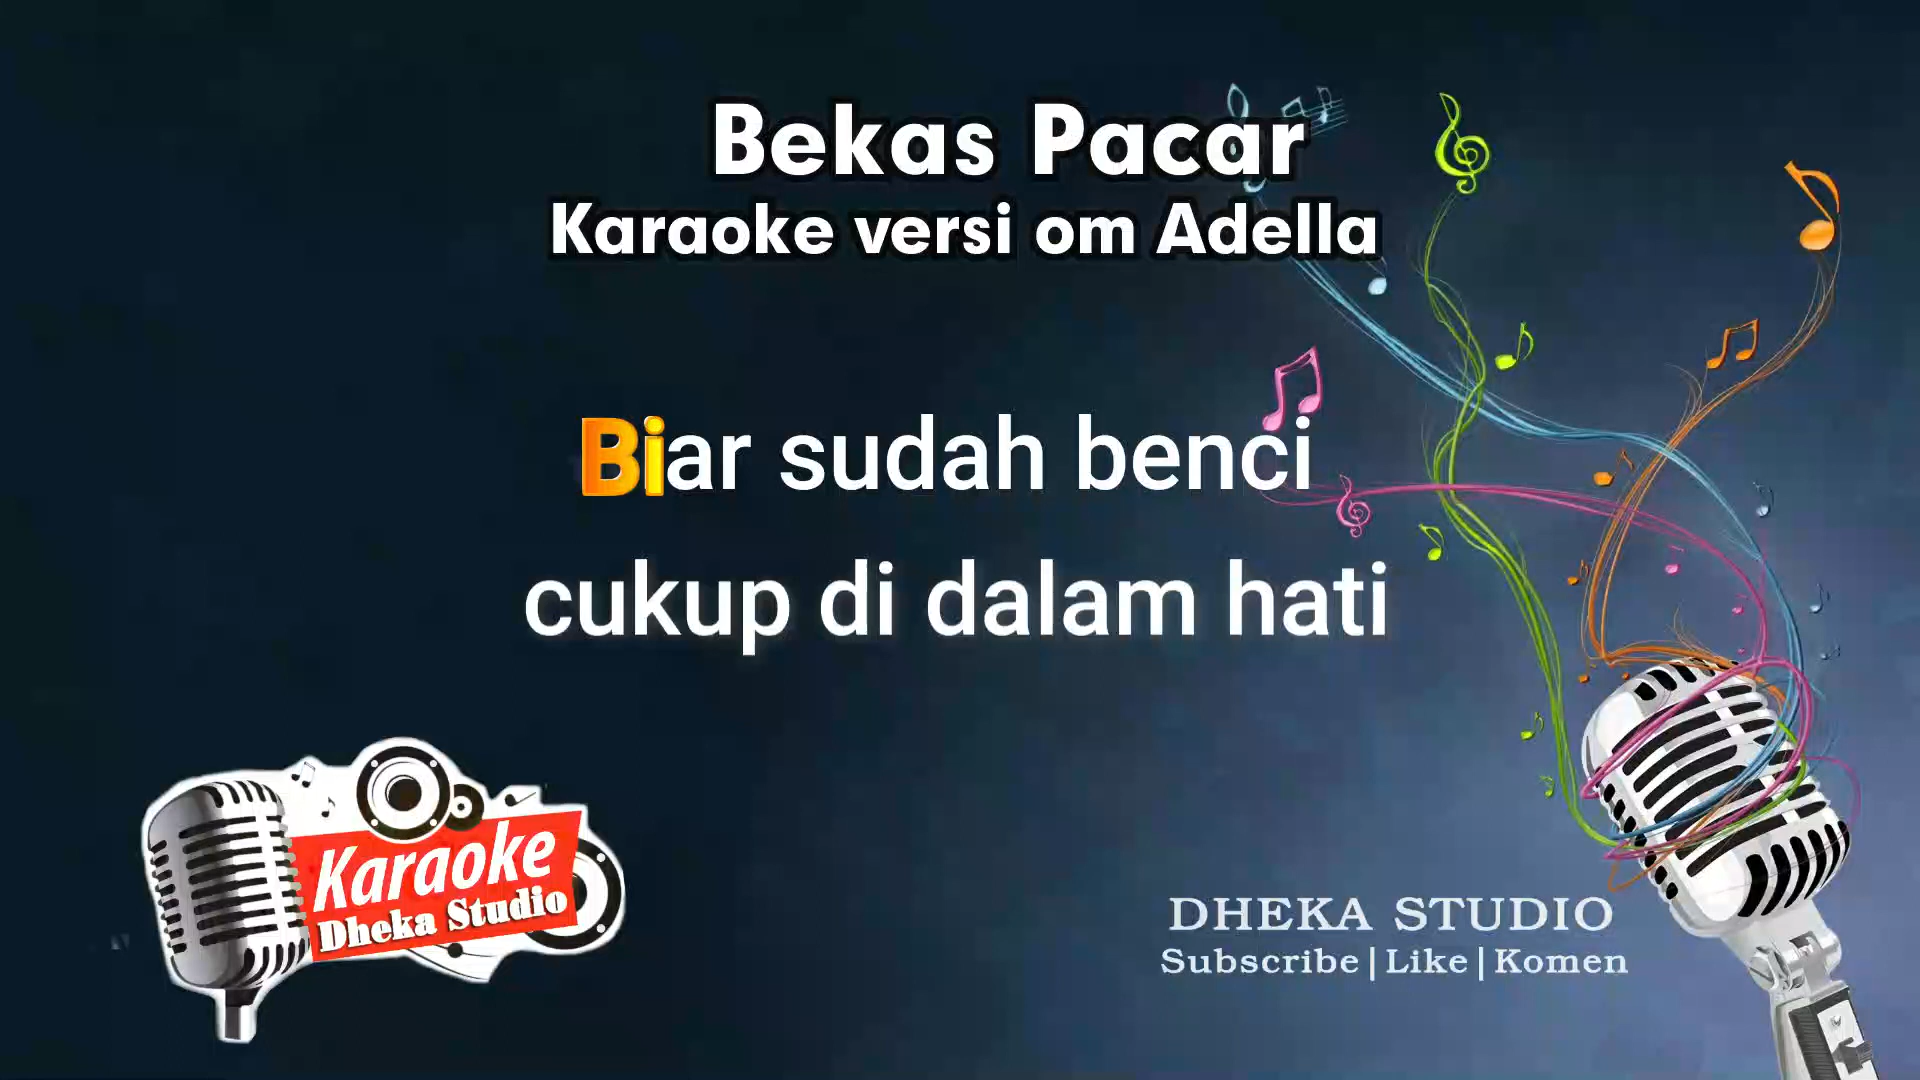 Bekas Pacar
Karaoke versi om Adella
Biar sudah benci
cukup di dalam hati
Karaoke
Dheka Studio
DHEKA STUDIO
Subscribe|Like|Komen